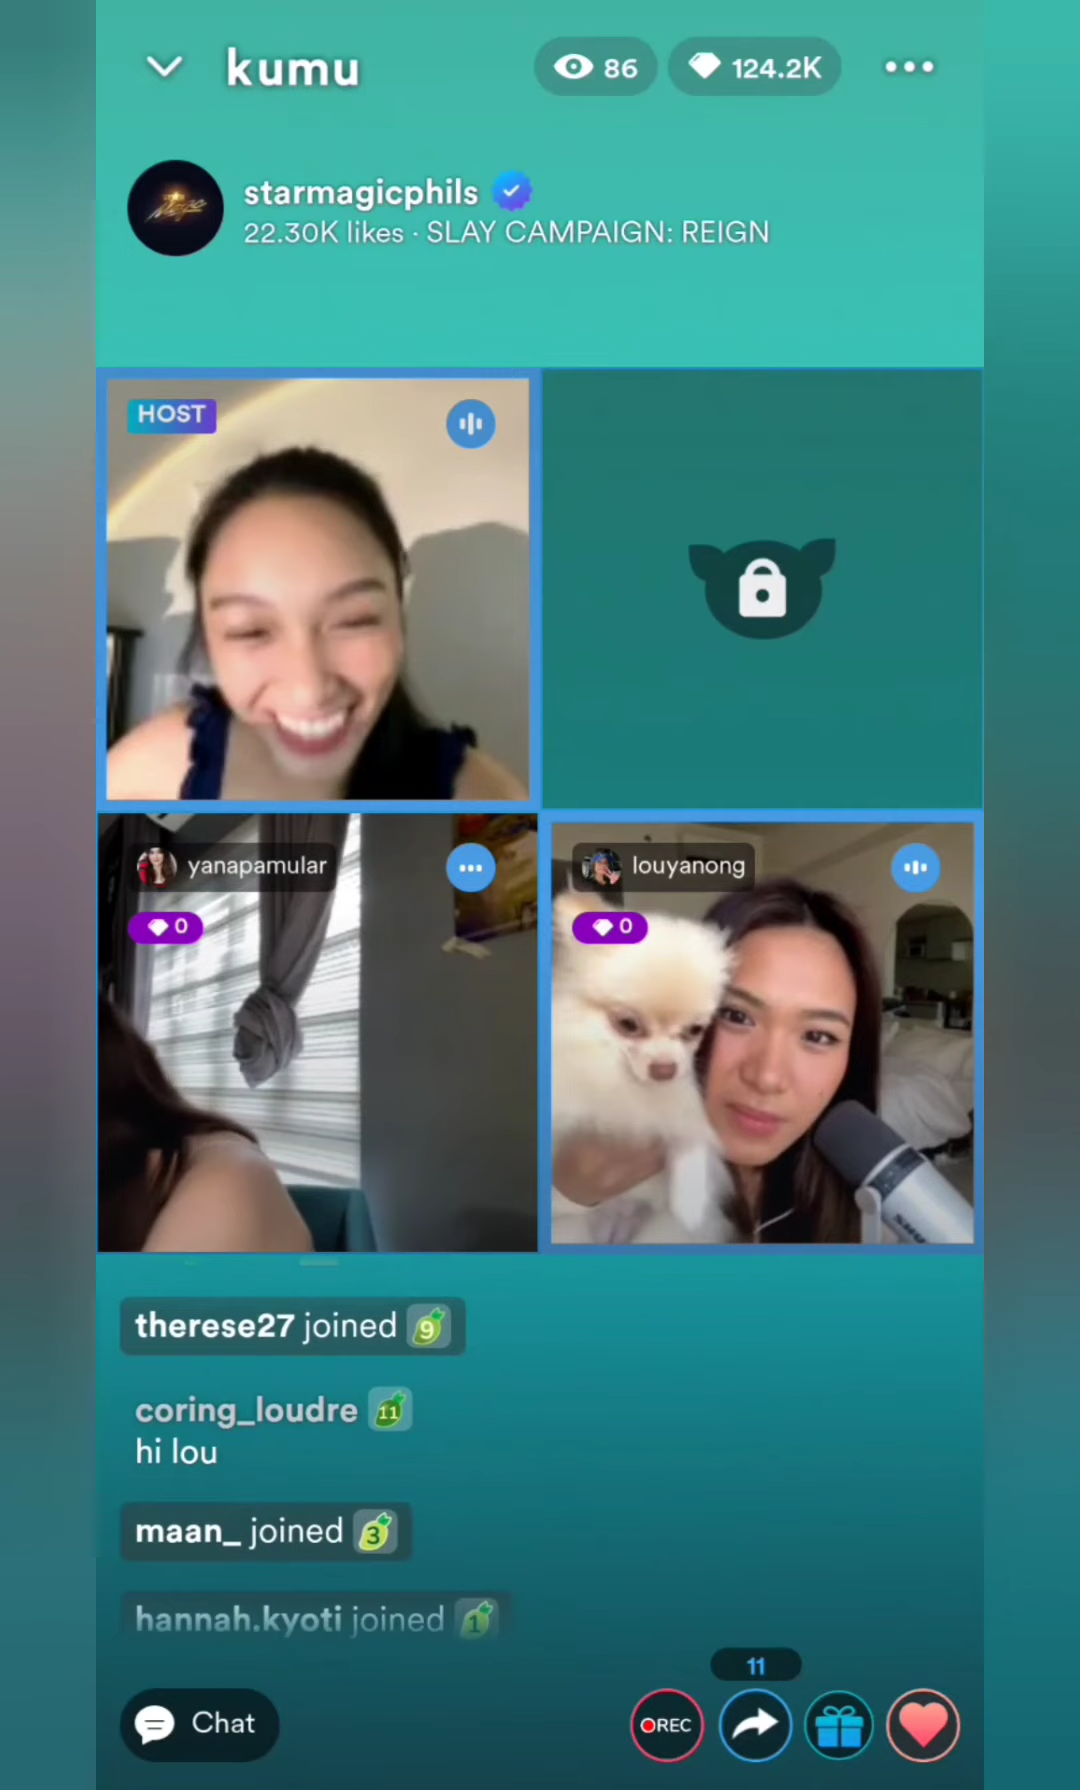 kumu
86
124.2K
starmagicphils
22.30K likes · SLAY CAMPAIGN: REIGN
HOST
yanapamular
0
louyanong
0
therese27 joined 9
coring_loudre 11
hi lou
maan_ joined 3
hannah.kyoti joined 1
11
Chat
REC